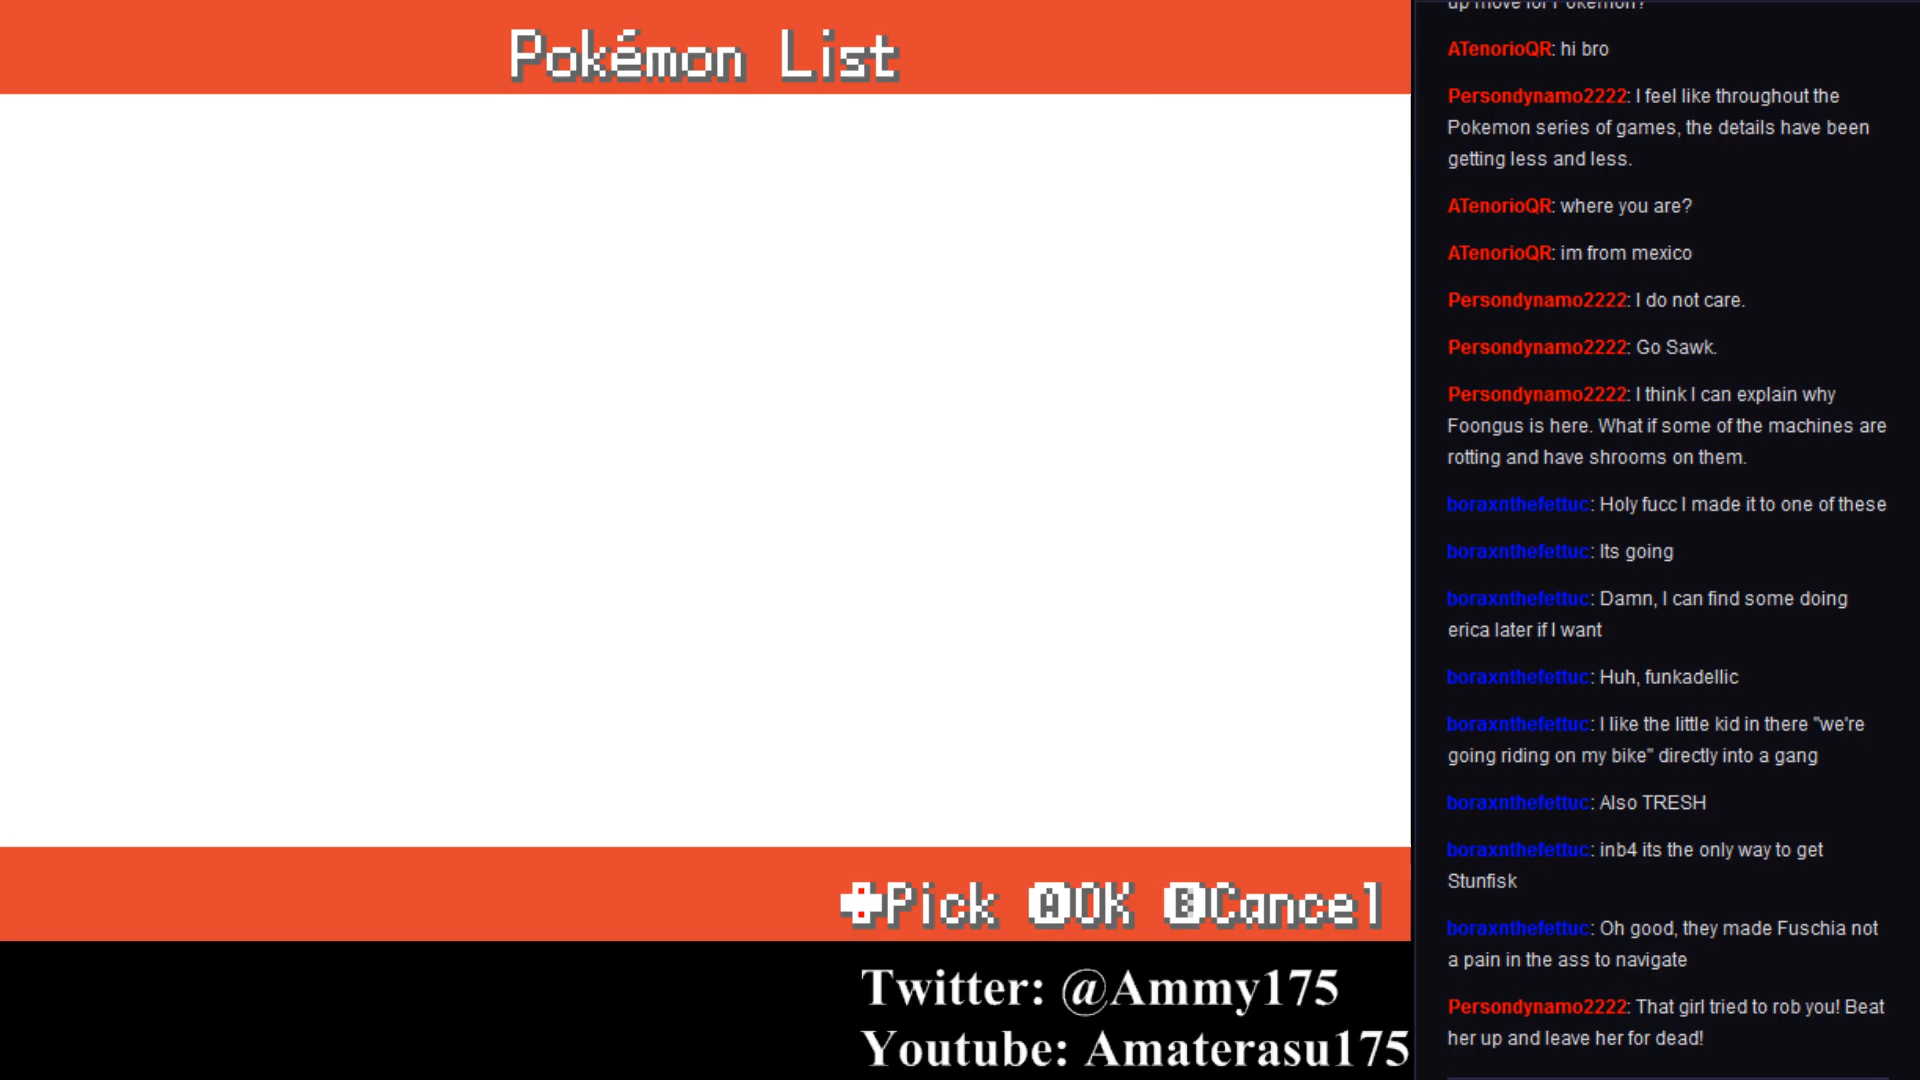 Pokémon List
Pick AOK BCancel
Twitter: @Ammy175
Youtube: Amaterasu175
up move for Pokemon?
ATenorioQR: hi bro
Persondynamo2222: I feel like throughout the
Pokemon series of games, the details have been
getting less and less.
ATenorioQR: where you are?
ATenorioQR: im from mexico
Persondynamo2222: I do not care.
Persondynamo2222: Go Sawk.
Persondynamo2222: I think I can explain why
Foongus is here. What if some of the machines are
rotting and have shrooms on them.
boraxnthefettuc: Holy fucc I made it to one of these
boraxnthefettuc: Its going
boraxnthefettuc: Damn, I can find some doing
erica later if I want
boraxnthefettuc: Huh, funkadellic
boraxnthefettuc: I like the little kid in there "we're
going riding on my bike" directly into a gang
boraxnthefettuc: Also TRESH
boraxnthefettuc: inb4 its the only way to get
Stunfisk
boraxnthefettuc: Oh good, they made Fuschia not
a pain in the ass to navigate
Persondynamo2222: That girl tried to rob you! Beat
her up and leave her for dead!